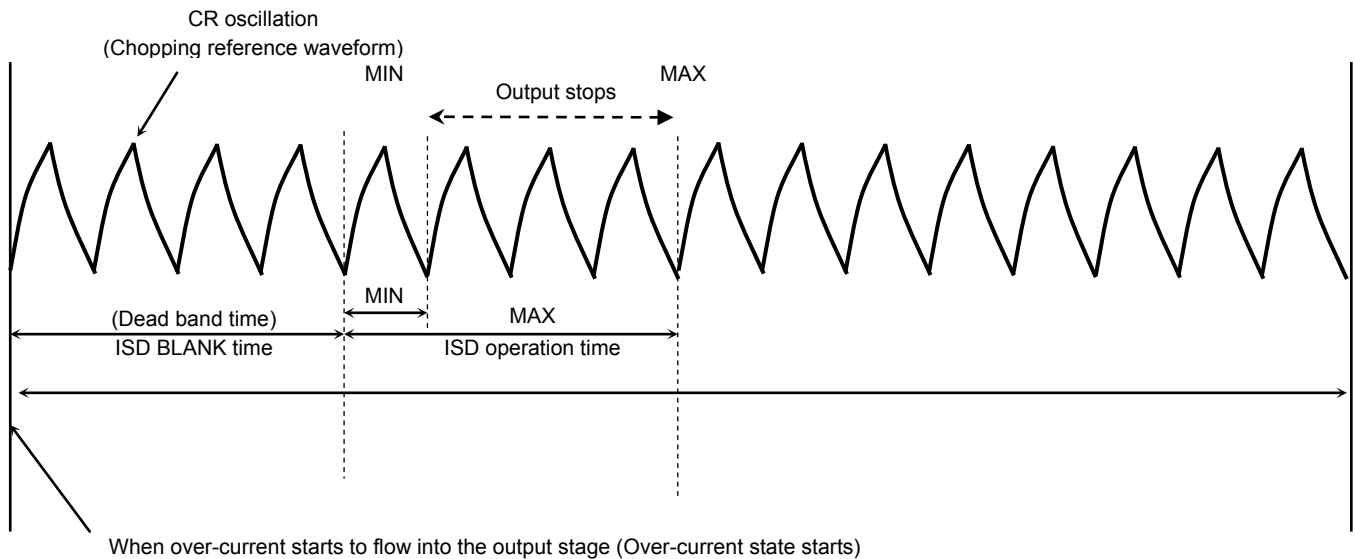 CR oscillation
(Chopping reference waveform)
MIN
MAX
Output stops
MIN
(Dead band time)
MAX
ISD BLANK time
ISD operation time
When over-current starts to flow into the output stage (Over-current state starts)